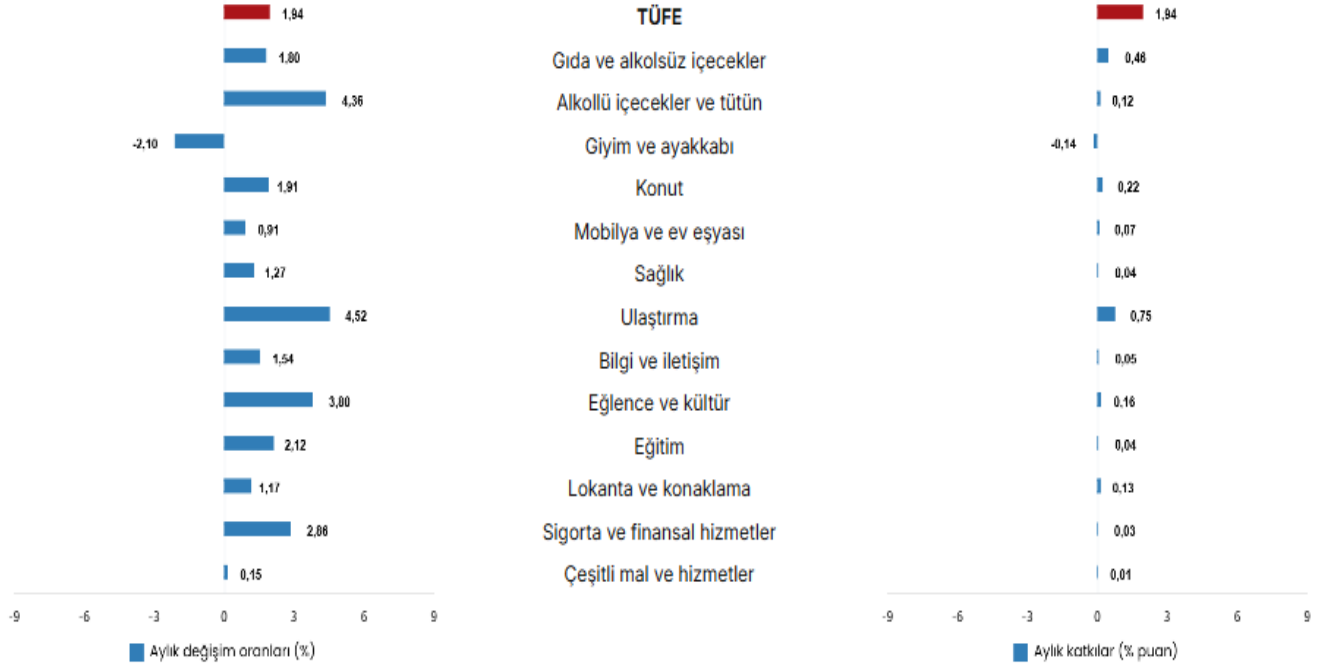 1,94 TÜFE 1,94
1,80 Gıda ve alkolsüz içecekler 0,46
4,36 Alkollü içecekler ve tütün 0,12
-2,10 Giyim ve ayakkabı -0,14
1,91 Konut 0,22
0,91 Mobilya ve ev eşyası 0,07
1,27 Sağlık 0,04
4,52 Ulaştırma 0,75
1,54 Bilgi ve iletişim 0,05
3,80 Eğlence ve kültür 0,16
2,12 Eğitim 0,04
1,17 Lokanta ve konaklama 0,13
2,86 Sigorta ve finansal hizmetler 0,03
0,15 Çeşitli mal ve hizmetler 0,01
-9 -6 -3 0 3 6 9 -9 -6 -3 0 3 6 9
Aylık değişim oranları (%) Aylık katkılar (% puan)